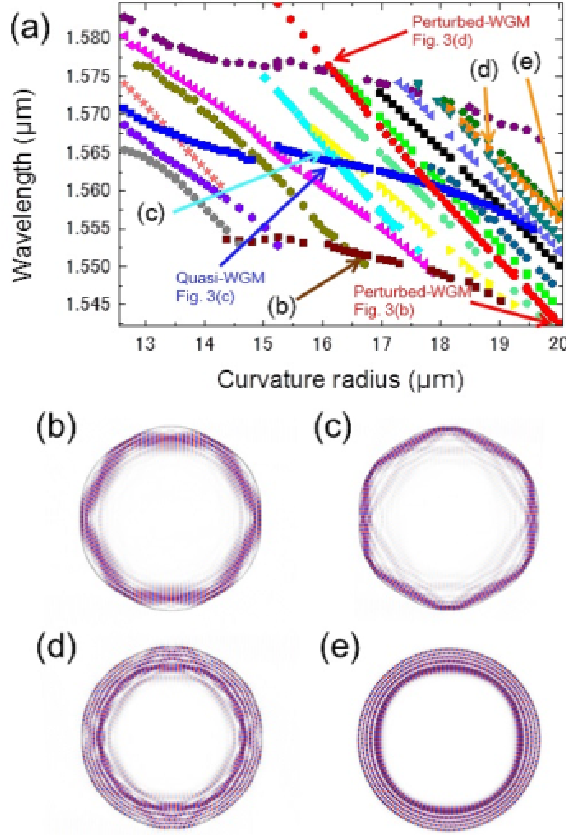 (a)
1.580
1.575
1.570
1.565
1.560
1.555
1.550
1.545
Wavelength (μm)
Perturbed-WGM
Fig. 3(d)
(d)
(e)
(c)
Quasi-WGM
Fig. 3(c)
(b)
Perturbed-WGM
Fig. 3(b)
13 14 15 16 17 18 19 20
Curvature radius (μm)
(b)
(c)
(d)
(e)